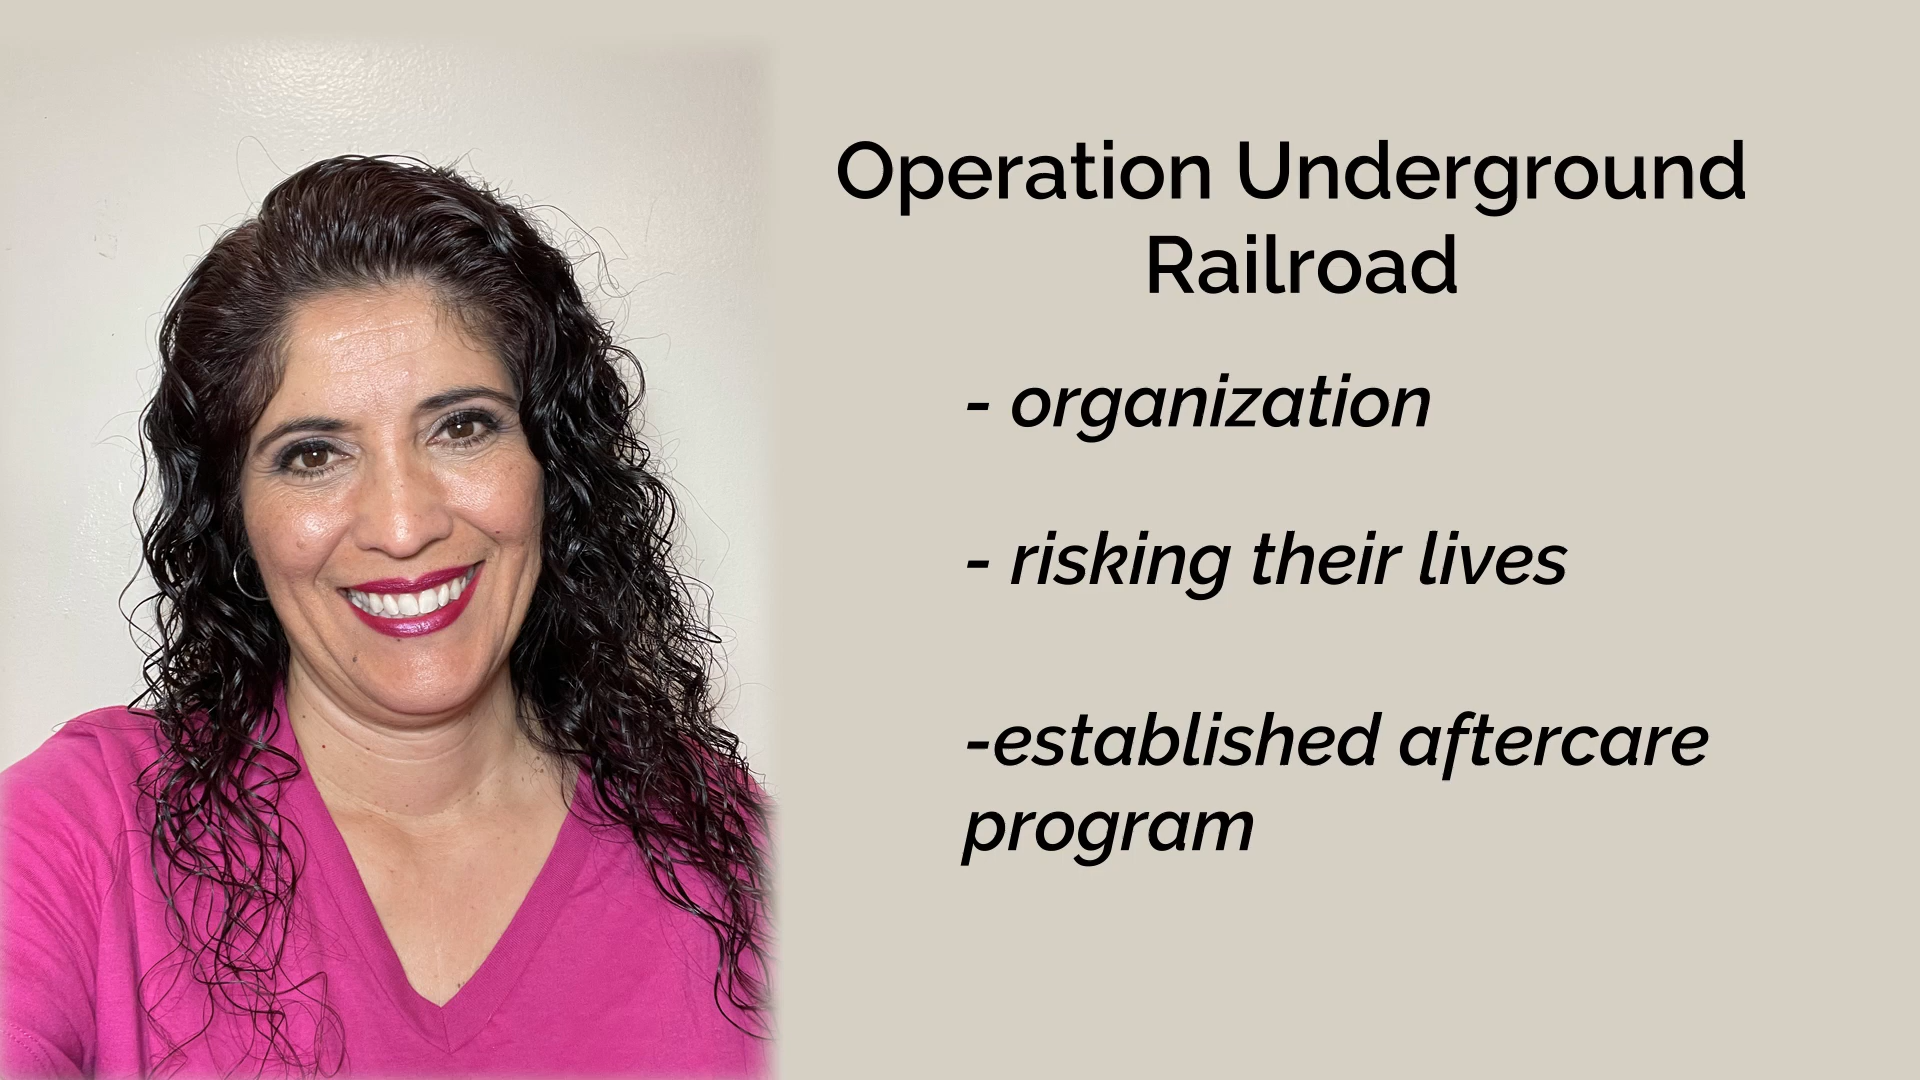 Operation Underground
Railroad
- organization
- risking their lives
-established aftercare
program